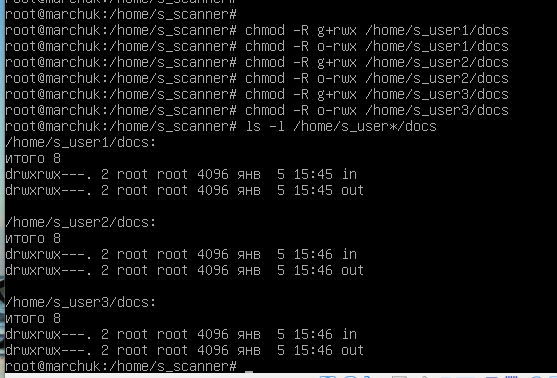 root@marchuk:/home/s_scanner#
root@marchuk:/home/s_scanner#
root@marchuk:/home/s_scanner# chmod -R g+rwx /home/s_user1/docs
root@marchuk:/home/s_scanner# chmod -R o-rwx /home/s_user1/docs
root@marchuk:/home/s_scanner# chmod -R g+rwx /home/s_user2/docs
root@marchuk:/home/s_scanner# chmod -R o-rwx /home/s_user2/docs
root@marchuk:/home/s_scanner# chmod -R g+rwx /home/s_user3/docs
root@marchuk:/home/s_scanner# chmod -R o-rwx /home/s_user3/docs
root@marchuk:/home/s_scanner# ls -l /home/s_user*/docs
/home/s_user1/docs:
итого 8
drwxrwx---. 2 root root 4096 янв  5 15:45 in
drwxrwx---. 2 root root 4096 янв  5 15:45 out

/home/s_user2/docs:
итого 8
drwxrwx---. 2 root root 4096 янв  5 15:46 in
drwxrwx---. 2 root root 4096 янв  5 15:46 out

/home/s_user3/docs:
итого 8
drwxrwx---. 2 root root 4096 янв  5 15:46 in
drwxrwx---. 2 root root 4096 янв  5 15:46 out
root@marchuk:/home/s_scanner# _